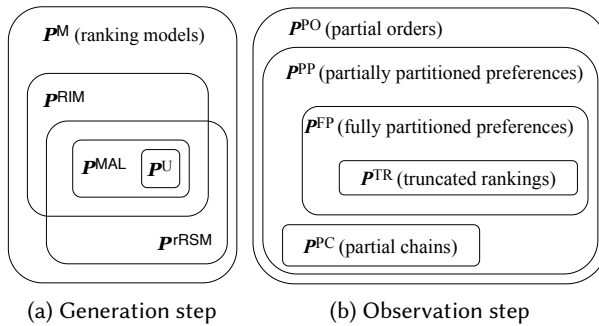 P^M (ranking models)
P^RIM
P^MAL
P^U
P^rRSM
(a) Generation step
P^PO (partial orders)
P^PP (partially partitioned preferences)
P^FP (fully partitioned preferences)
P^TR (truncated rankings)
P^PC (partial chains)
(b) Observation step